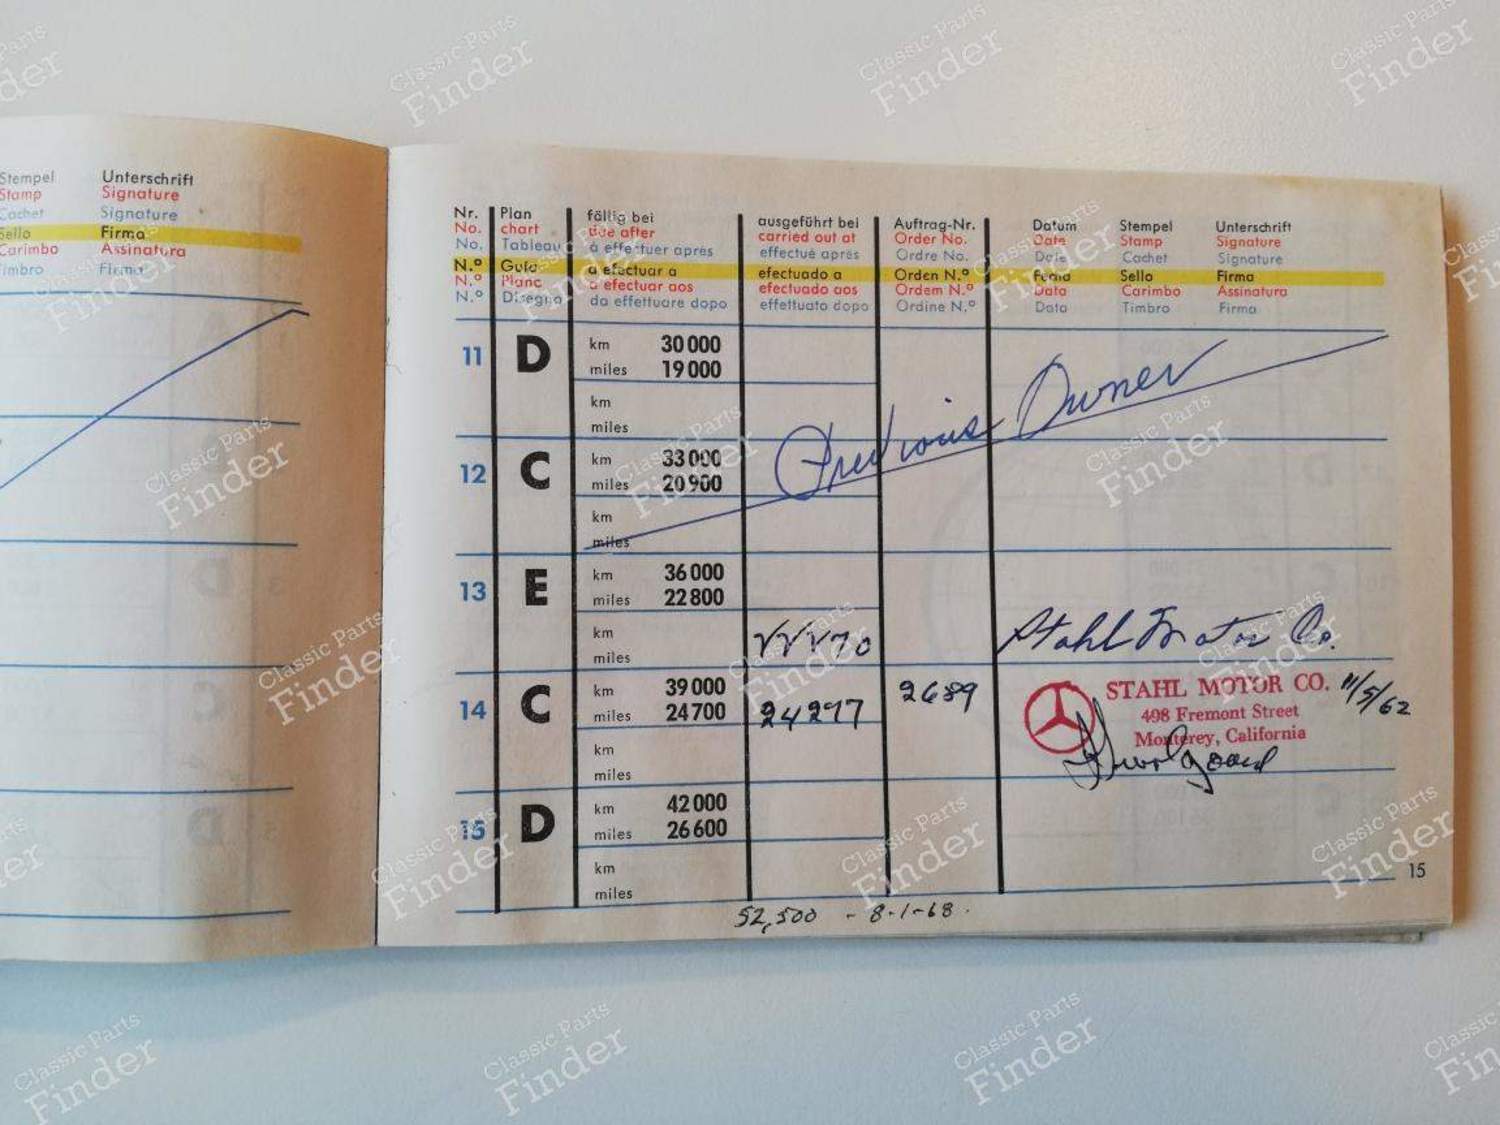 Stempel Unterschrift
Stamp Signature
Cachet Signature
Sello Firma
Carimbo Assinatura
Timbro Firma
Nr. Plan fällig bei ausgeführt bei Auftrag-Nr. Datum Stempel Unterschrift
No. chart due after carried out at Order No. Date Stamp Signature
No. Tableau à effectuer après effectué après Ordre No. Date Cachet Signature
N.º Guía a efectuar a efectuado a Orden N.º Fecha Sello Firma
N.º Plano a efectuar aos efectuado aos Ordem N.º Data Carimbo Assinatura
N.º Disegno da effettuare dopo effettuato dopo Ordine N.º Data Timbro Firma
11 D km 30 000
miles 19 000
km
miles
Previous Owner
12 C km 33 000
miles 20 900
km
miles
13 E km 36 000
miles 22 800
km
miles
Stahl Motor Co.
14 C km 39 000
miles 24 700 24297 2689
STAHL MOTOR CO. 11/5/62
498 Fremont Street
Monterey, California
km
miles
15 D km 42 000
miles 26 600
km
miles
52,500 - 8-1-68.
15
Classic Parts Finder